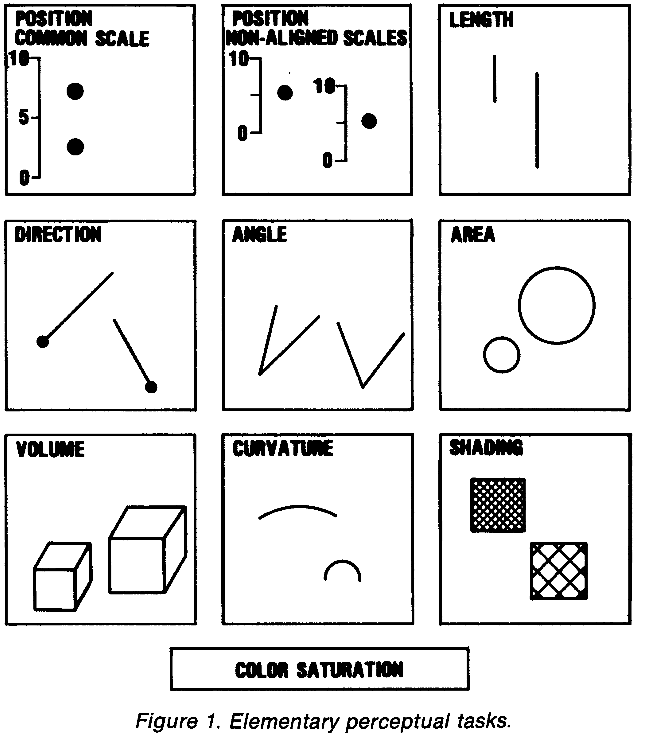 POSITION
COMMON SCALE
10
5
0
POSITION
NON-ALIGNED SCALES
10
0
10
0
LENGTH
DIRECTION
ANGLE
AREA
VOLUME
CURVATURE
SHADING
COLOR SATURATION
Figure 1. Elementary perceptual tasks.